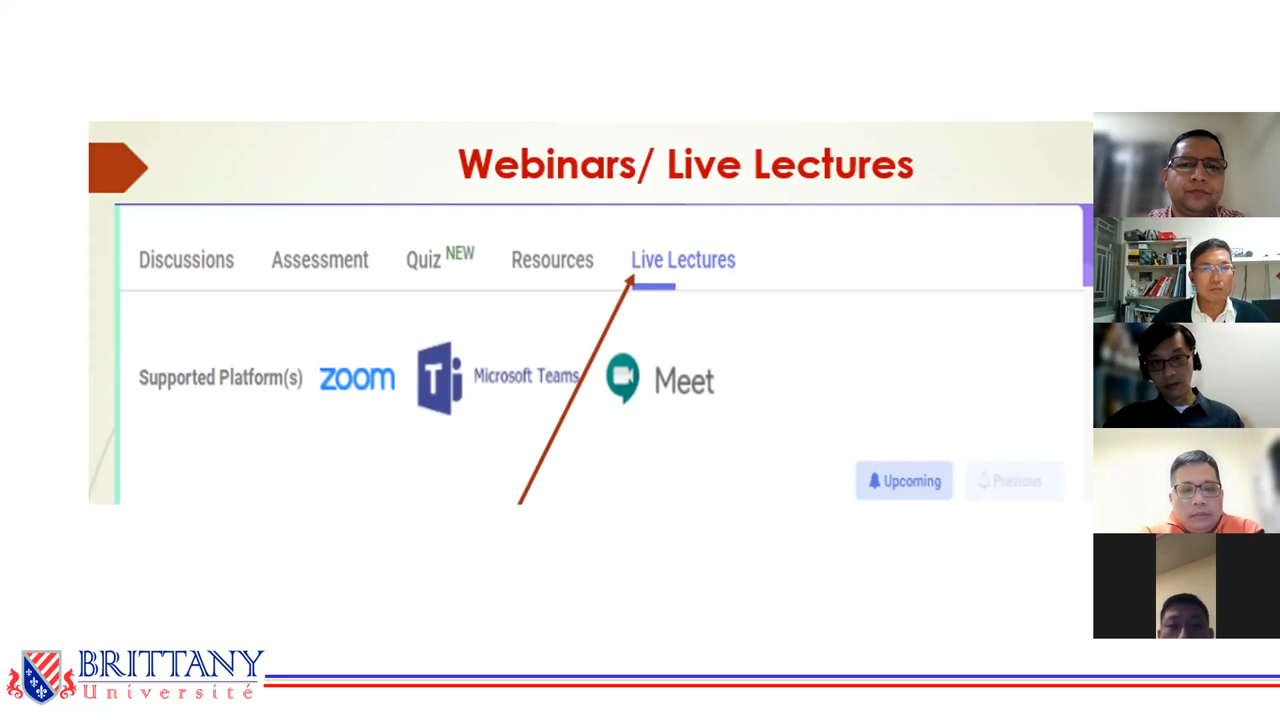 Webinars/ Live Lectures
Discussions Assessment Quiz NEW Resources Live Lectures
Supported Platform(s) zoom T Microsoft Teams Meet
Upcoming Previous
BRITTANY
Université